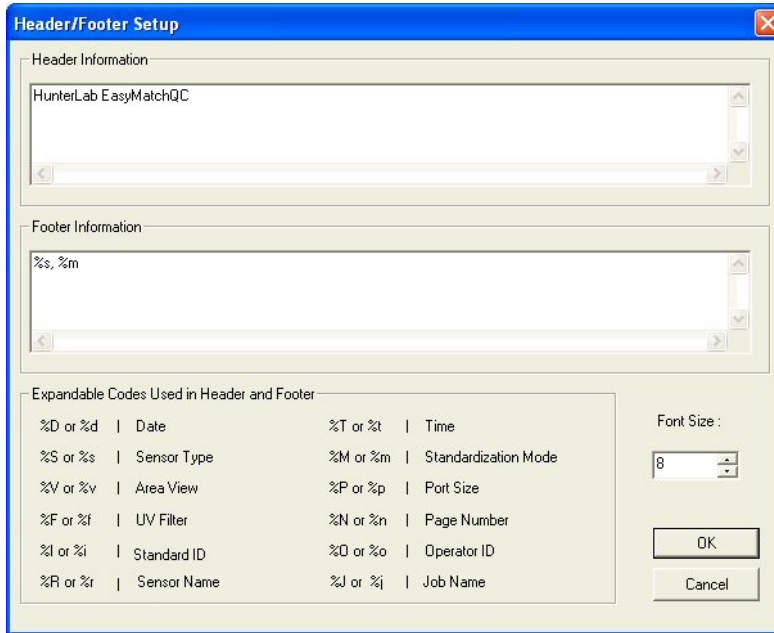 Header/Footer Setup
Header Information
HunterLab EasyMatchQC
Footer Information
%s, %m
Expandable Codes Used in Header and Footer
%D or %d | Date %T or %t | Time
%S or %s | Sensor Type %M or %m | Standardization Mode
%V or %v | Area View %P or %p | Port Size
%F or %f | UV Filter %N or %n | Page Number
%I or %i | Standard ID %O or %o | Operator ID
%R or %r | Sensor Name %J or %j | Job Name
Font Size :
8
OK
Cancel